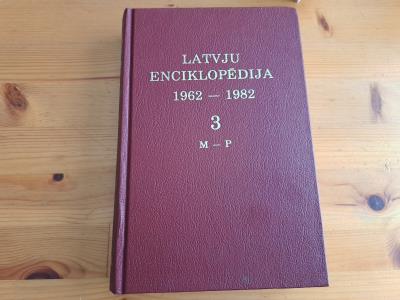 LATVJU
ENCIKLOPĒDIJA
1962 — 1982
3
M – P